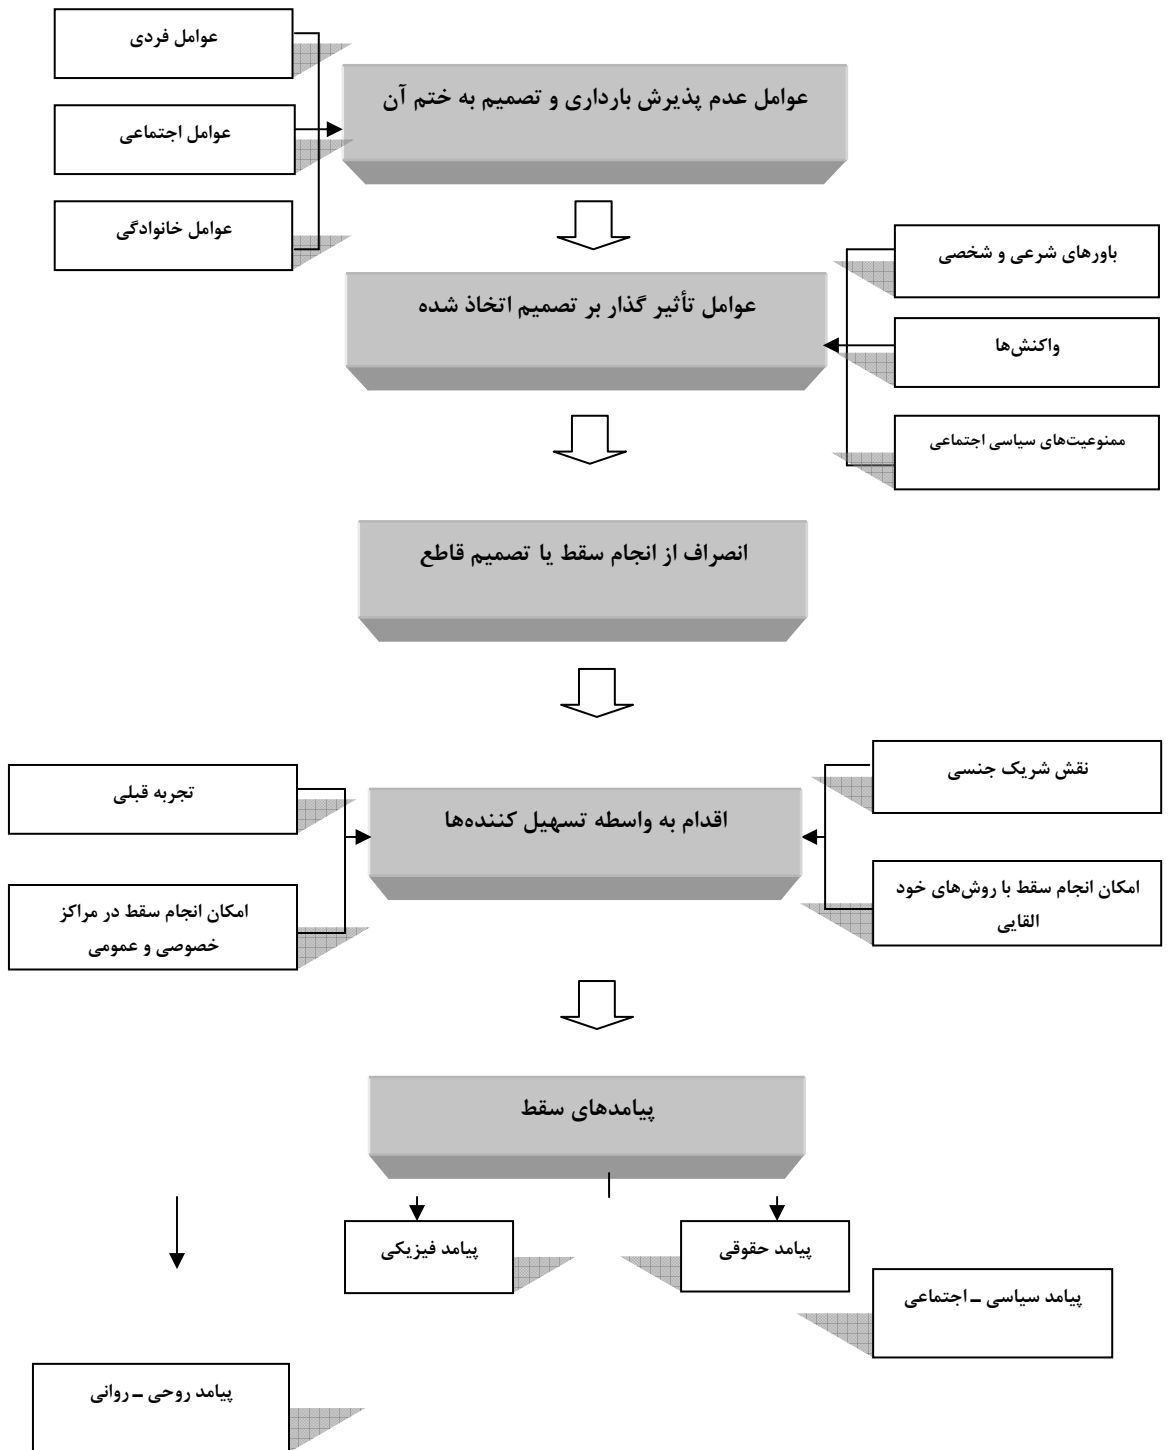 عوامل فردی
عوامل عدم پذیرش بارداری و تصمیم به ختم آن
عوامل اجتماعی
عوامل خانوادگی
باورهای شرعی و شخصی
عوامل تأثیر گذار بر تصمیم اتخاذ شده
واکنش‌ها
ممنوعیت‌های سیاسی اجتماعی
انصراف از انجام سقط یا تصمیم قاطع
نقش شریک جنسی
تجربه قبلی
اقدام به واسطه تسهیل کننده‌ها
امکان انجام سقط با روش‌های خود
القایی
امکان انجام سقط در مراکز
خصوصی و عمومی
پیامدهای سقط
پیامد حقوقی
پیامد فیزیکی
پیامد سیاسی ـ اجتماعی
پیامد روحی ـ روانی